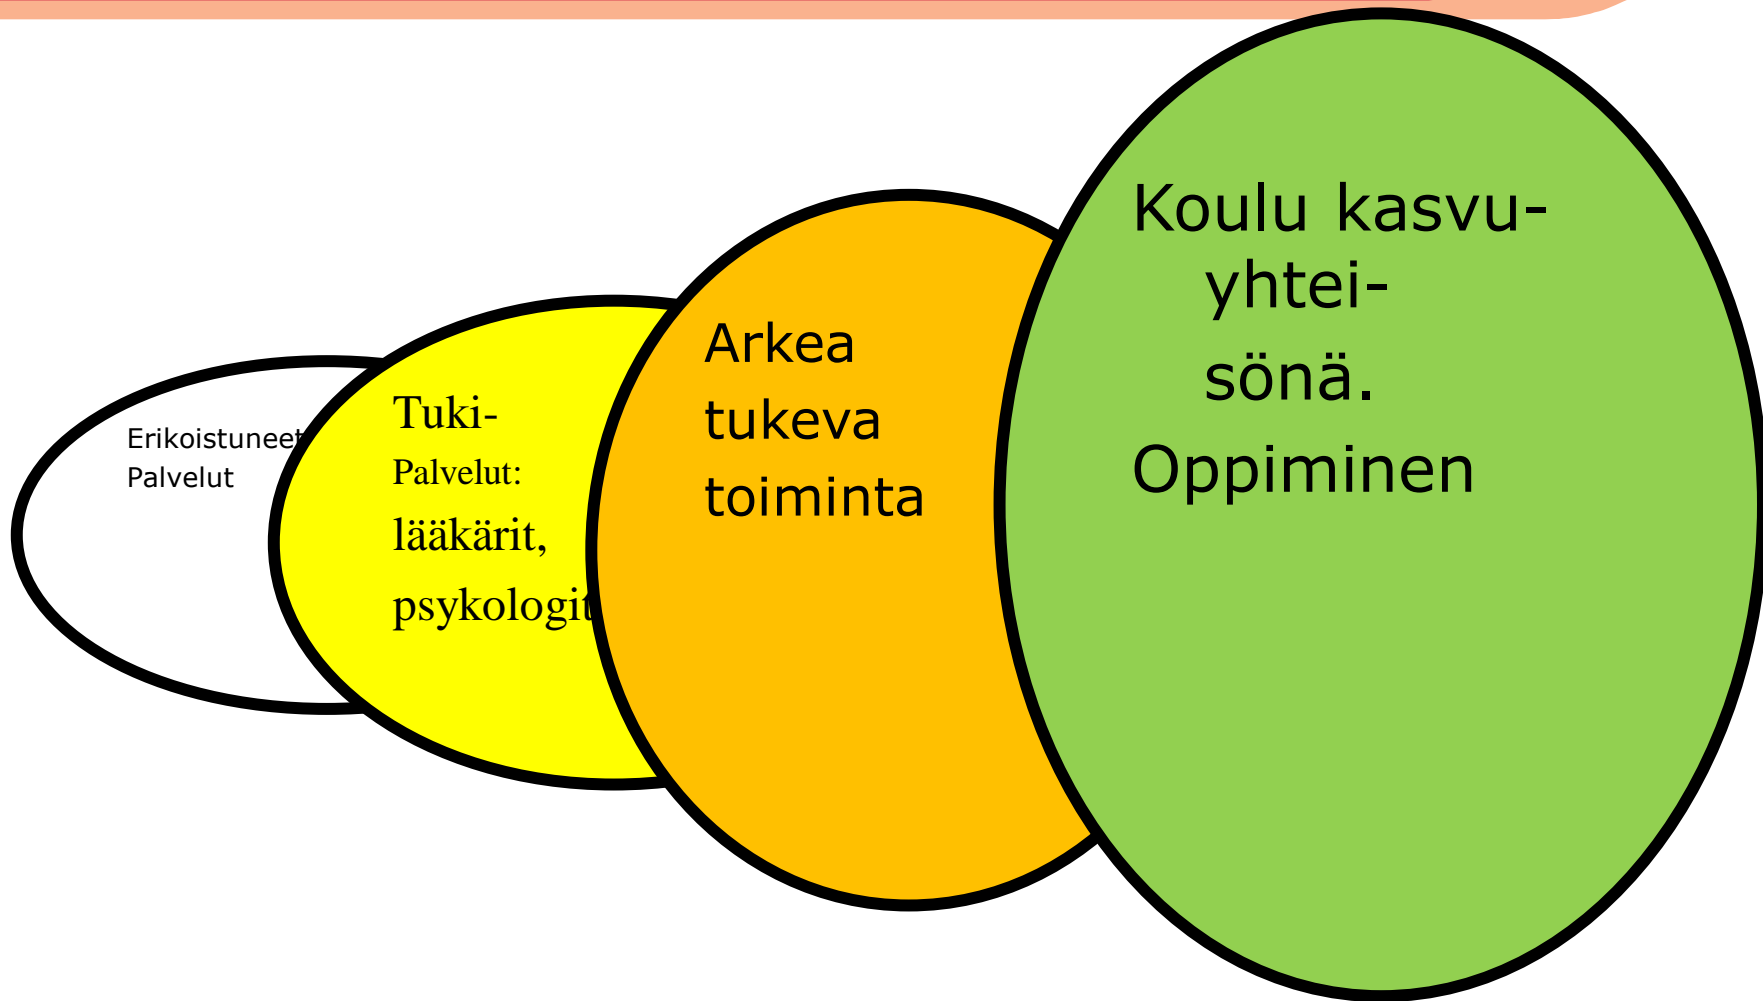 Erikoistuneet
Palvelut
Tuki-
Palvelut:
lääkärit,
psykologit
Arkea
tukeva
toiminta
Koulu kasvu-
yhtei-
sönä.
Oppiminen